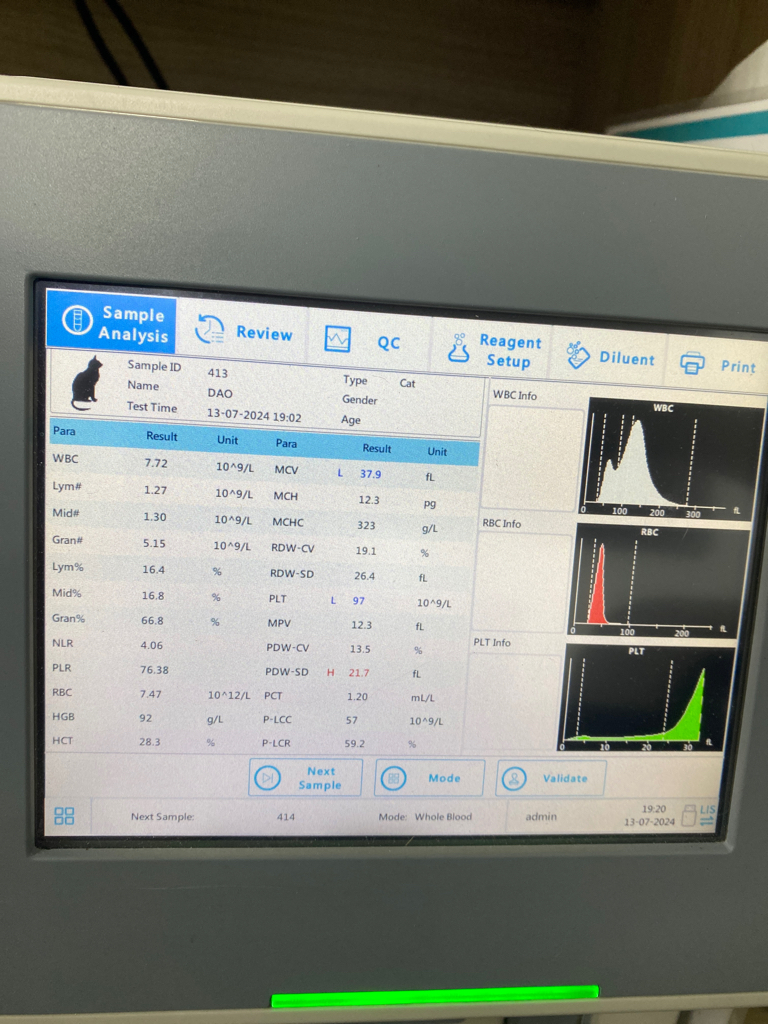 Sample Analysis Review QC Reagent Setup Diluent Print
Sample ID 413 Type Cat
Name DAO Gender
Test Time 13-07-2024 19:02 Age
Para Result Unit Para Result Unit
WBC 7.72 10^9/L MCV L 37.9 fL
Lym# 1.27 10^9/L MCH 12.3 pg
Mid# 1.30 10^9/L MCHC 323 g/L
Gran# 5.15 10^9/L RDW-CV 19.1 %
Lym% 16.4 % RDW-SD 26.4 fL
Mid% 16.8 % PLT L 97 10^9/L
Gran% 66.8 % MPV 12.3 fL
NLR 4.06 PDW-CV 13.5 %
PLR 76.38 PDW-SD H 21.7 fL
RBC 7.47 10^12/L PCT 1.20 mL/L
HGB 92 g/L P-LCC 57 10^9/L
HCT 28.3 % P-LCR 59.2 %
WBC Info
WBC
0 100 200 300 fL
RBC Info
RBC
0 100 200 fL
PLT Info
PLT
0 10 20 30 fL
Next Sample Mode Validate
Next Sample: 414 Mode: Whole Blood admin 19:20 LIS
13-07-2024